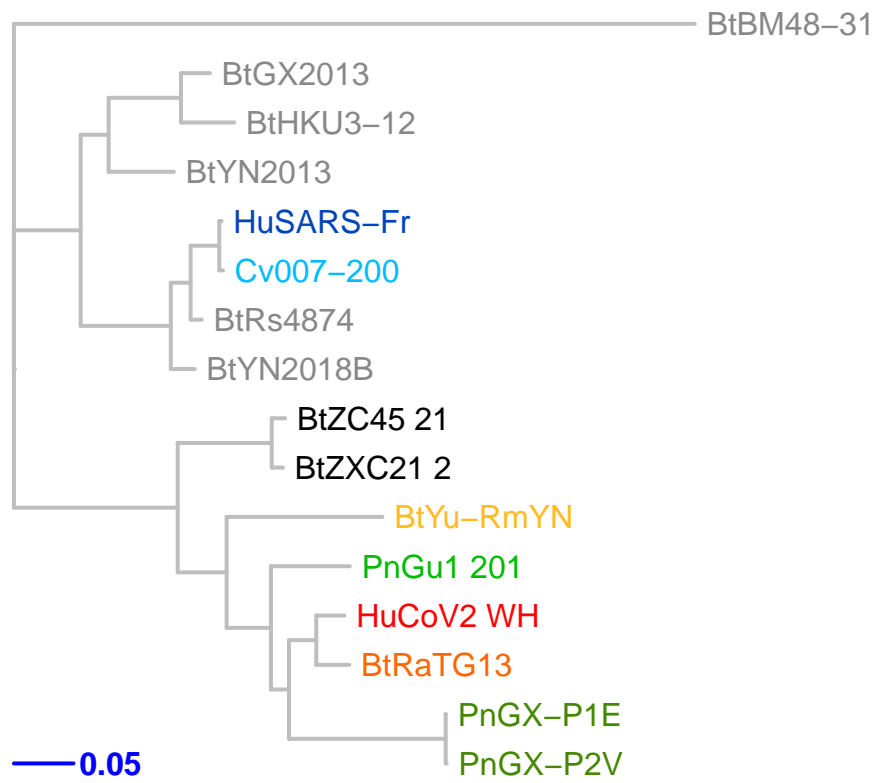 BtBM48−31
BtGX2013
BtHKU3−12
BtYN2013
HuSARS−Fr
Cv007−200
BtRs4874
BtYN2018B
BtZC45 21
BtZXC21 2
BtYu−RmYN
PnGu1 201
HuCoV2 WH
BtRaTG13
PnGX−P1E
PnGX−P2V
0.05